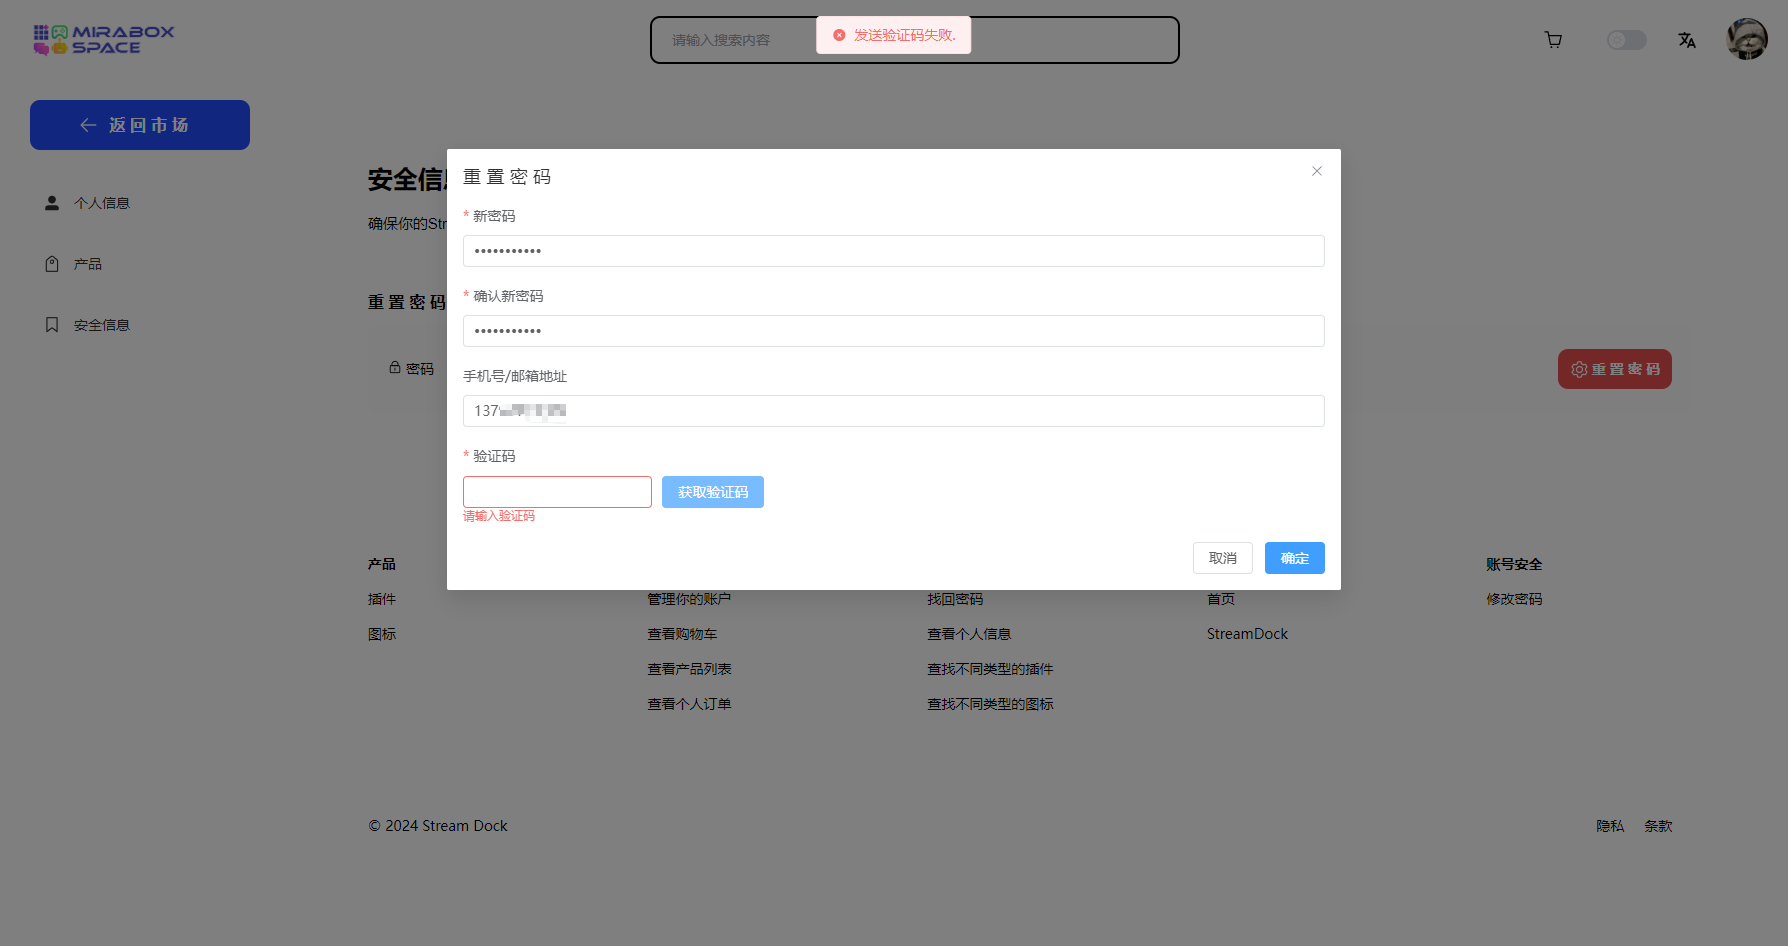 MIRABOX
SPACE
请输入搜索内容
发送验证码失败.
返回市场
个人信息
产品
安全信息
安全信
确保你的Str
重置密码
密码
重置密码
重置密码
* 新密码
•••••••••••
* 确认新密码
•••••••••••
手机号/邮箱地址
137
* 验证码
获取验证码
请输入验证码
取消
确定
产品
插件
图标
管理你的账户
查看购物车
查看产品列表
查看个人订单
找回密码
查看个人信息
查找不同类型的插件
查找不同类型的图标
首页
StreamDock
账号安全
修改密码
© 2024 Stream Dock
隐私
条款